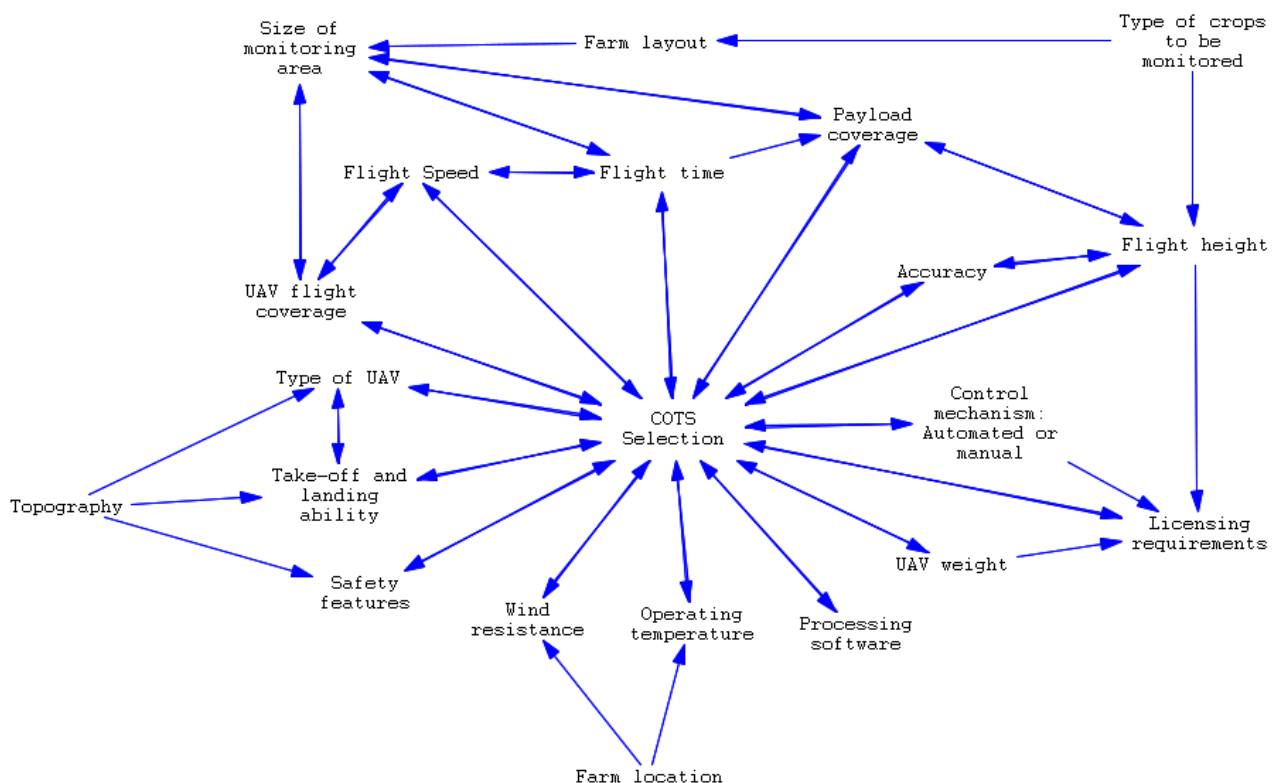 Size of
monitoring
area
Farm layout
Type of crops
to be
monitored
Payload
coverage
Flight Speed
Flight time
Flight height
Accuracy
UAV flight
coverage
Type of UAV
COTS
Selection
Control
mechanism:
Automated or
manual
Take-off and
landing
ability
Topography
Licensing
requirements
UAV weight
Safety
features
Wind
resistance
Operating
temperature
Processing
software
Farm location